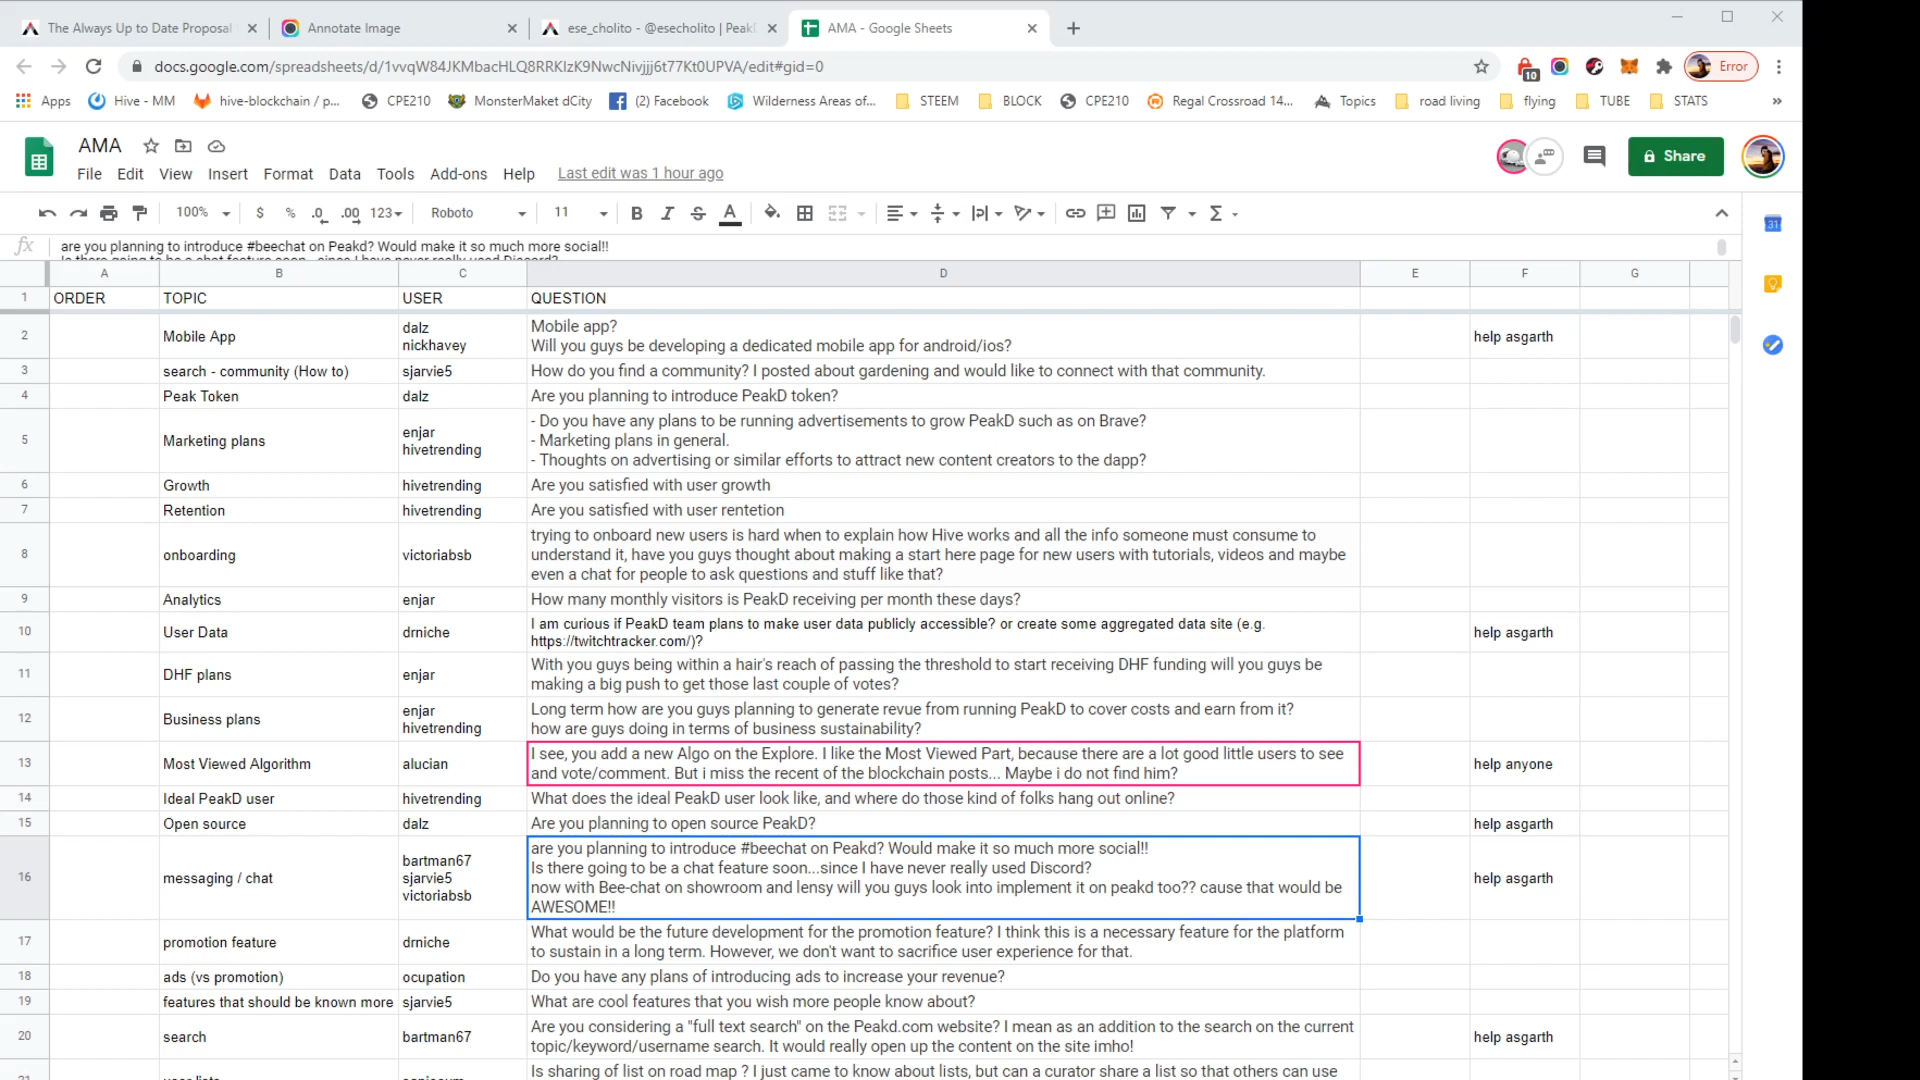 The Always Up to Date Proposal
Annotate Image
ese_cholito - @esecholito | Peak
AMA - Google Sheets
docs.google.com/spreadsheets/d/1vvqW84JKMbacHLQ8RRKIzK9NwcNivjjj6t77Kt0UPVA/edit#gid=0
10
Error
Apps
Hive - MM
hive-blockchain / p...
CPE210
MonsterMaket dCity
(2) Facebook
Wilderness Areas of...
STEEM
BLOCK
CPE210
Regal Crossroad 14...
Topics
road living
flying
TUBE
STATS
AMA
File Edit View Insert Format Data Tools Add-ons Help Last edit was 1 hour ago
Share
100% $ % .0 .00 123 Roboto 11 B I S A
31
fx are you planning to introduce #beechat on Peakd? Would make it so much more social!!
Is there going to be a chat feature soon...since I have never really used Discord?
A B C D E F G
1 ORDER TOPIC USER QUESTION
2 Mobile App
dalz
nickhavey
Mobile app?
Will you guys be developing a dedicated mobile app for android/ios?
help asgarth
3 search - community (How to) sjarvie5 How do you find a community? I posted about gardening and would like to connect with that community.
4 Peak Token dalz Are you planning to introduce PeakD token?
5 Marketing plans
enjar
hivetrending
- Do you have any plans to be running advertisements to grow PeakD such as on Brave?
- Marketing plans in general.
- Thoughts on advertising or similar efforts to attract new content creators to the dapp?
6 Growth hivetrending Are you satisfied with user growth
7 Retention hivetrending Are you satisfied with user rentetion
8 onboarding victoriabsb
trying to onboard new users is hard when to explain how Hive works and all the info someone must consume to
understand it, have you guys thought about making a start here page for new users with tutorials, videos and maybe
even a chat for people to ask questions and stuff like that?
9 Analytics enjar How many monthly visitors is PeakD receiving per month these days?
10 User Data drniche
I am curious if PeakD team plans to make user data publicly accessible? or create some aggregated data site (e.g.
https://twitchtracker.com/)?
help asgarth
11 DHF plans enjar
With you guys being within a hair's reach of passing the threshold to start receiving DHF funding will you guys be
making a big push to get those last couple of votes?
12 Business plans
enjar
hivetrending
Long term how are you guys planning to generate revue from running PeakD to cover costs and earn from it?
how are guys doing in terms of business sustainability?
13 Most Viewed Algorithm alucian
I see, you add a new Algo on the Explore. I like the Most Viewed Part, because there are a lot good little users to see
and vote/comment. But i miss the recent of the blockchain posts... Maybe i do not find him?
help anyone
14 Ideal PeakD user hivetrending What does the ideal PeakD user look like, and where do those kind of folks hang out online?
15 Open source dalz Are you planning to open source PeakD? help asgarth
16 messaging / chat
bartman67
sjarvie5
victoriabsb
are you planning to introduce #beechat on Peakd? Would make it so much more social!!
Is there going to be a chat feature soon...since I have never really used Discord?
now with Bee-chat on showroom and lensy will you guys look into implement it on peakd too?? cause that would be
AWESOME!!
help asgarth
17 promotion feature drniche
What would be the future development for the promotion feature? I think this is a necessary feature for the platform
to sustain in a long term. However, we don't want to sacrifice user experience for that.
18 ads (vs promotion) ocupation Do you have any plans of introducing ads to increase your revenue?
19 features that should be known more sjarvie5 What are cool features that you wish more people know about?
20 search bartman67
Are you considering a "full text search" on the Peakd.com website? I mean as an addition to the search on the current
topic/keyword/username search. It would really open up the content on the site imho!
help asgarth
Is sharing of list on road map ? I just came to know about lists, but can a curator share a list so that others can use